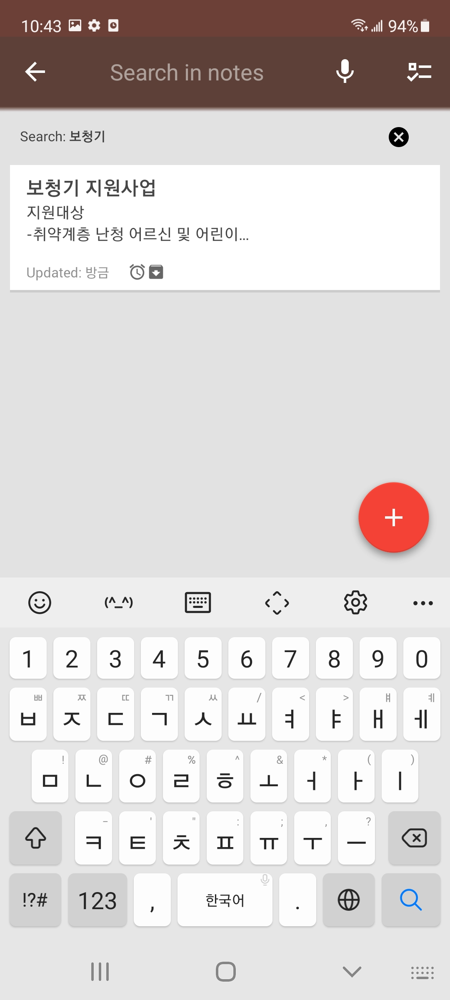 10:43
94%
Search in notes
Search: 보청기
보청기 지원사업
지원대상
-취약계층 난청 어르신 및 어린이...
Updated: 방금
(^_^)
1 2 3 4 5 6 7 8 9 0
ㅃ ㅉ ㄸ ㄲ ㅆ / < > ㅒ ㅖ
ㅂ ㅈ ㄷ ㄱ ㅅ ㅛ ㅕ ㅑ ㅐ ㅔ
! @ # % ^ & * ( )
ㅁ ㄴ ㅇ ㄹ ㅎ ㅗ ㅓ ㅏ ㅣ
- ' " : ; , ?
ㅋ ㅌ ㅊ ㅍ ㅠ ㅜ ㅡ
!?# 123 , 한국어 .